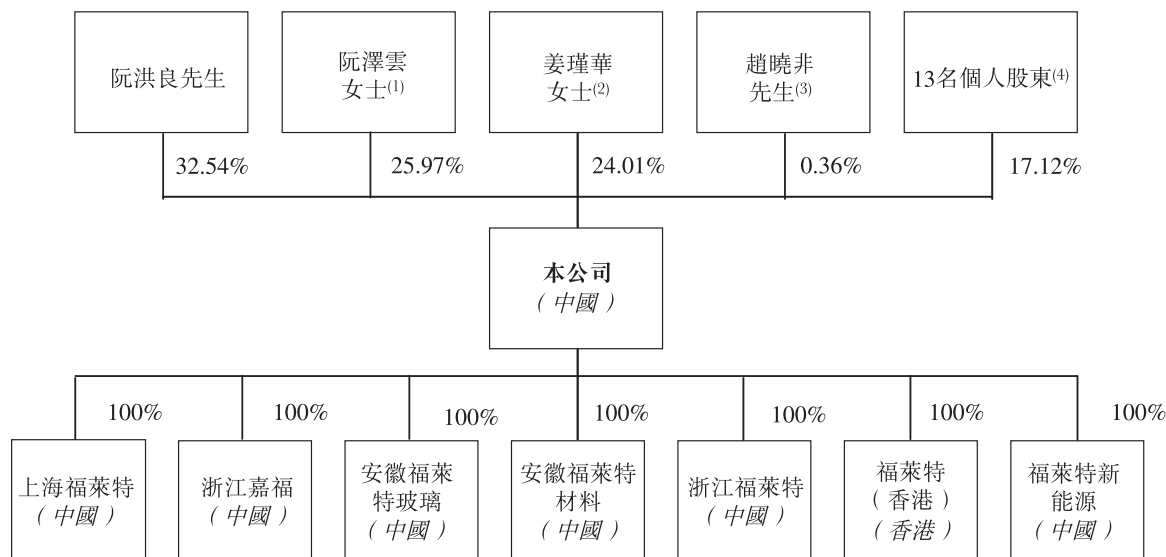 阮洪良先生
阮澤雲
女士(1)
姜瑾華
女士(2)
趙曉非
先生(3)
13名個人股東(4)
32.54%
25.97%
24.01%
0.36%
17.12%
本公司
（中國）
100%
100%
100%
100%
100%
100%
100%
上海福萊特
（中國）
浙江嘉福
（中國）
安徽福萊
特玻璃
（中國）
安徽福萊特
材料
（中國）
浙江福萊特
（中國）
福萊特
（香港）
（香港）
福萊特新
能源
（中國）